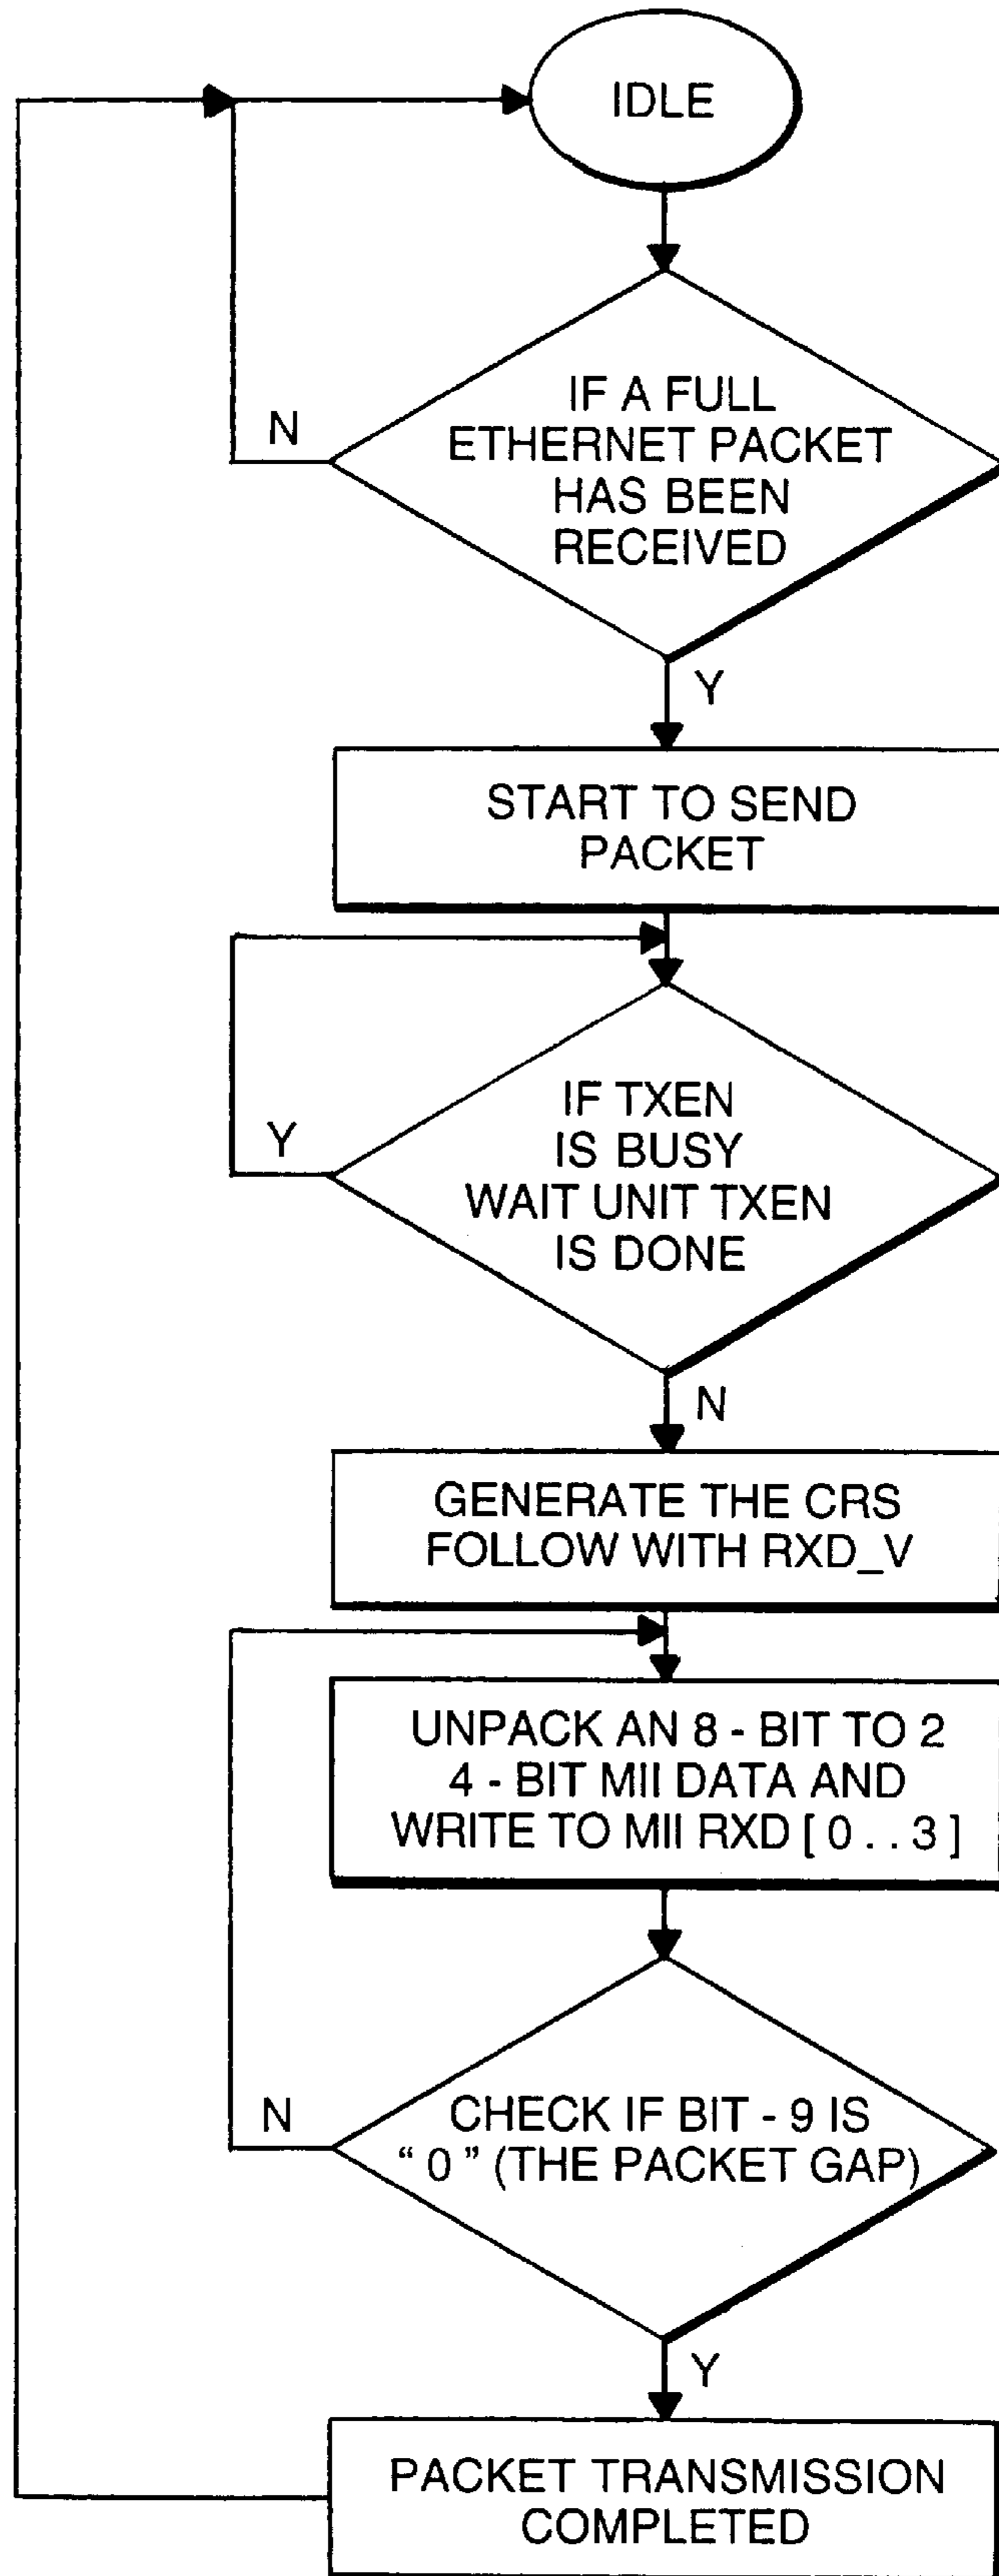 IDLE
IF A FULL
ETHERNET PACKET
HAS BEEN
RECEIVED
N
Y
START TO SEND
PACKET
IF TXEN
IS BUSY
WAIT UNIT TXEN
IS DONE
Y
N
GENERATE THE CRS
FOLLOW WITH RXD_V
UNPACK AN 8 - BIT TO 2
4 - BIT MII DATA AND
WRITE TO MII RXD [ 0 . . 3 ]
CHECK IF BIT - 9 IS
“ 0 ” (THE PACKET GAP)
N
Y
PACKET TRANSMISSION
COMPLETED